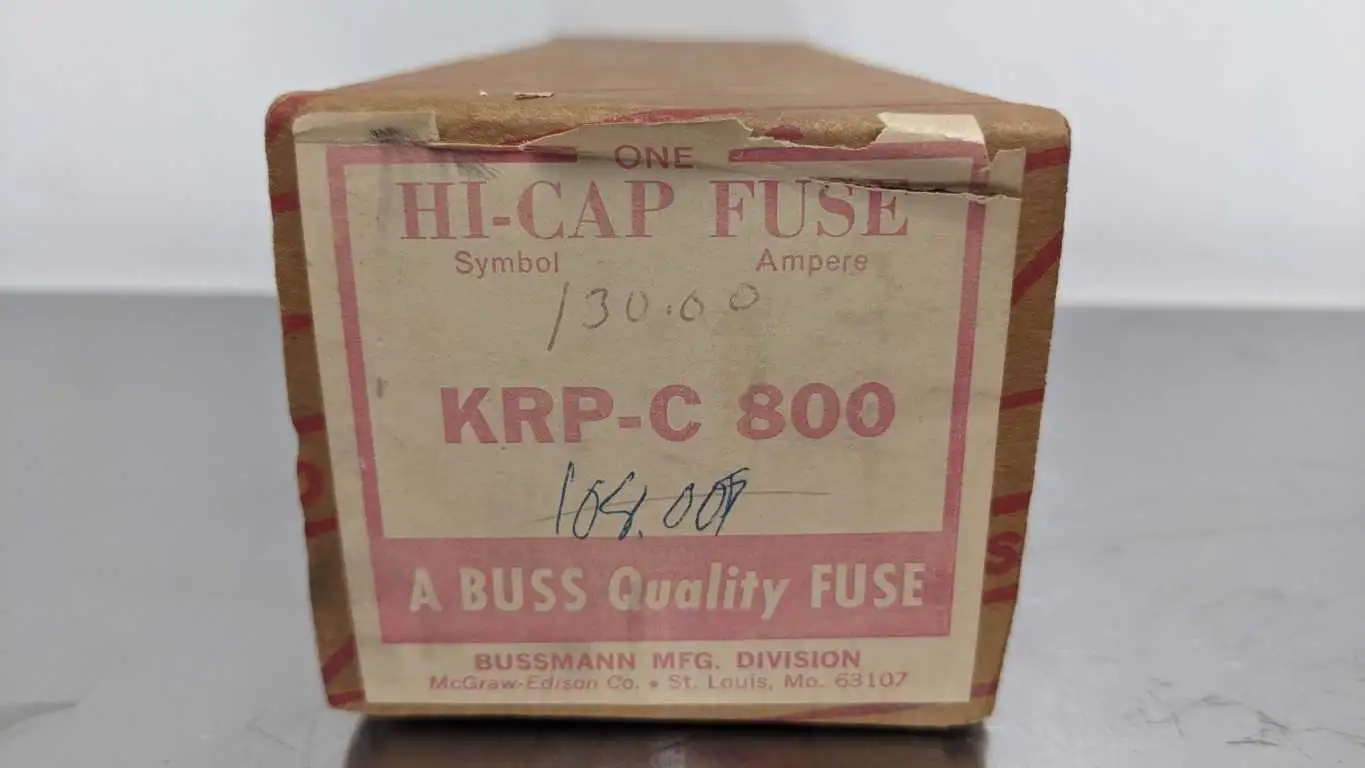 ONE
HI-CAP FUSE
Symbol Ampere
130.00
KRP-C 800
108.00
A BUSS Quality FUSE
BUSSMANN MFG. DIVISION
McGraw-Edison Co. • St. Louis, Mo. 63107